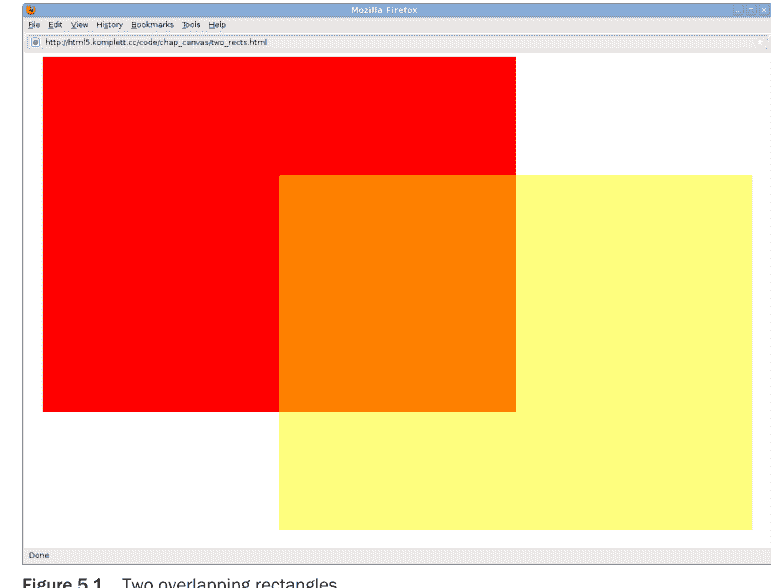 Mozilla Firefox
File Edit View History Bookmarks Tools Help
http://html5.komplett.cc/code/chap_canvas/two_rects.html
Done
Figure 5.1 Two overlapping rectangles